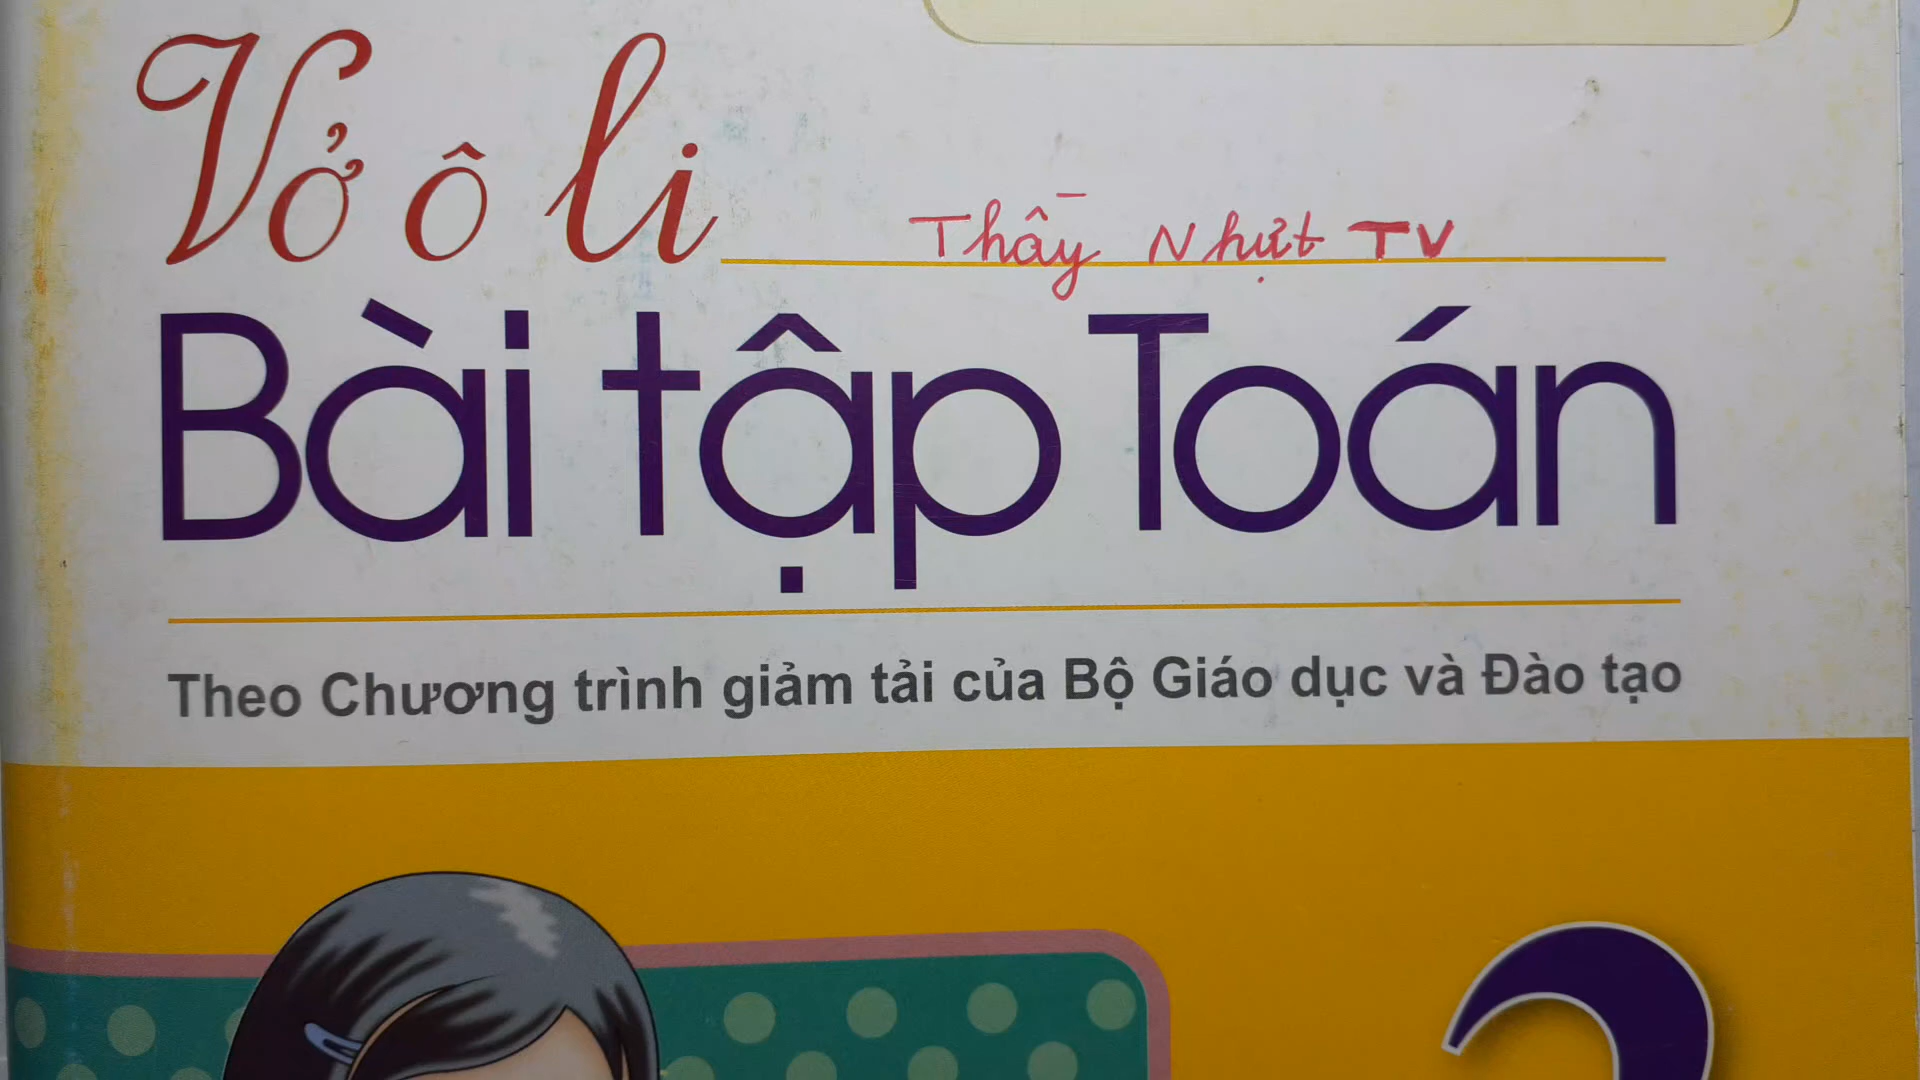 Vở ô li
Thầy Nhựt TV
Bài tập Toán
Theo Chương trình giảm tải của Bộ Giáo dục và Đào tạo